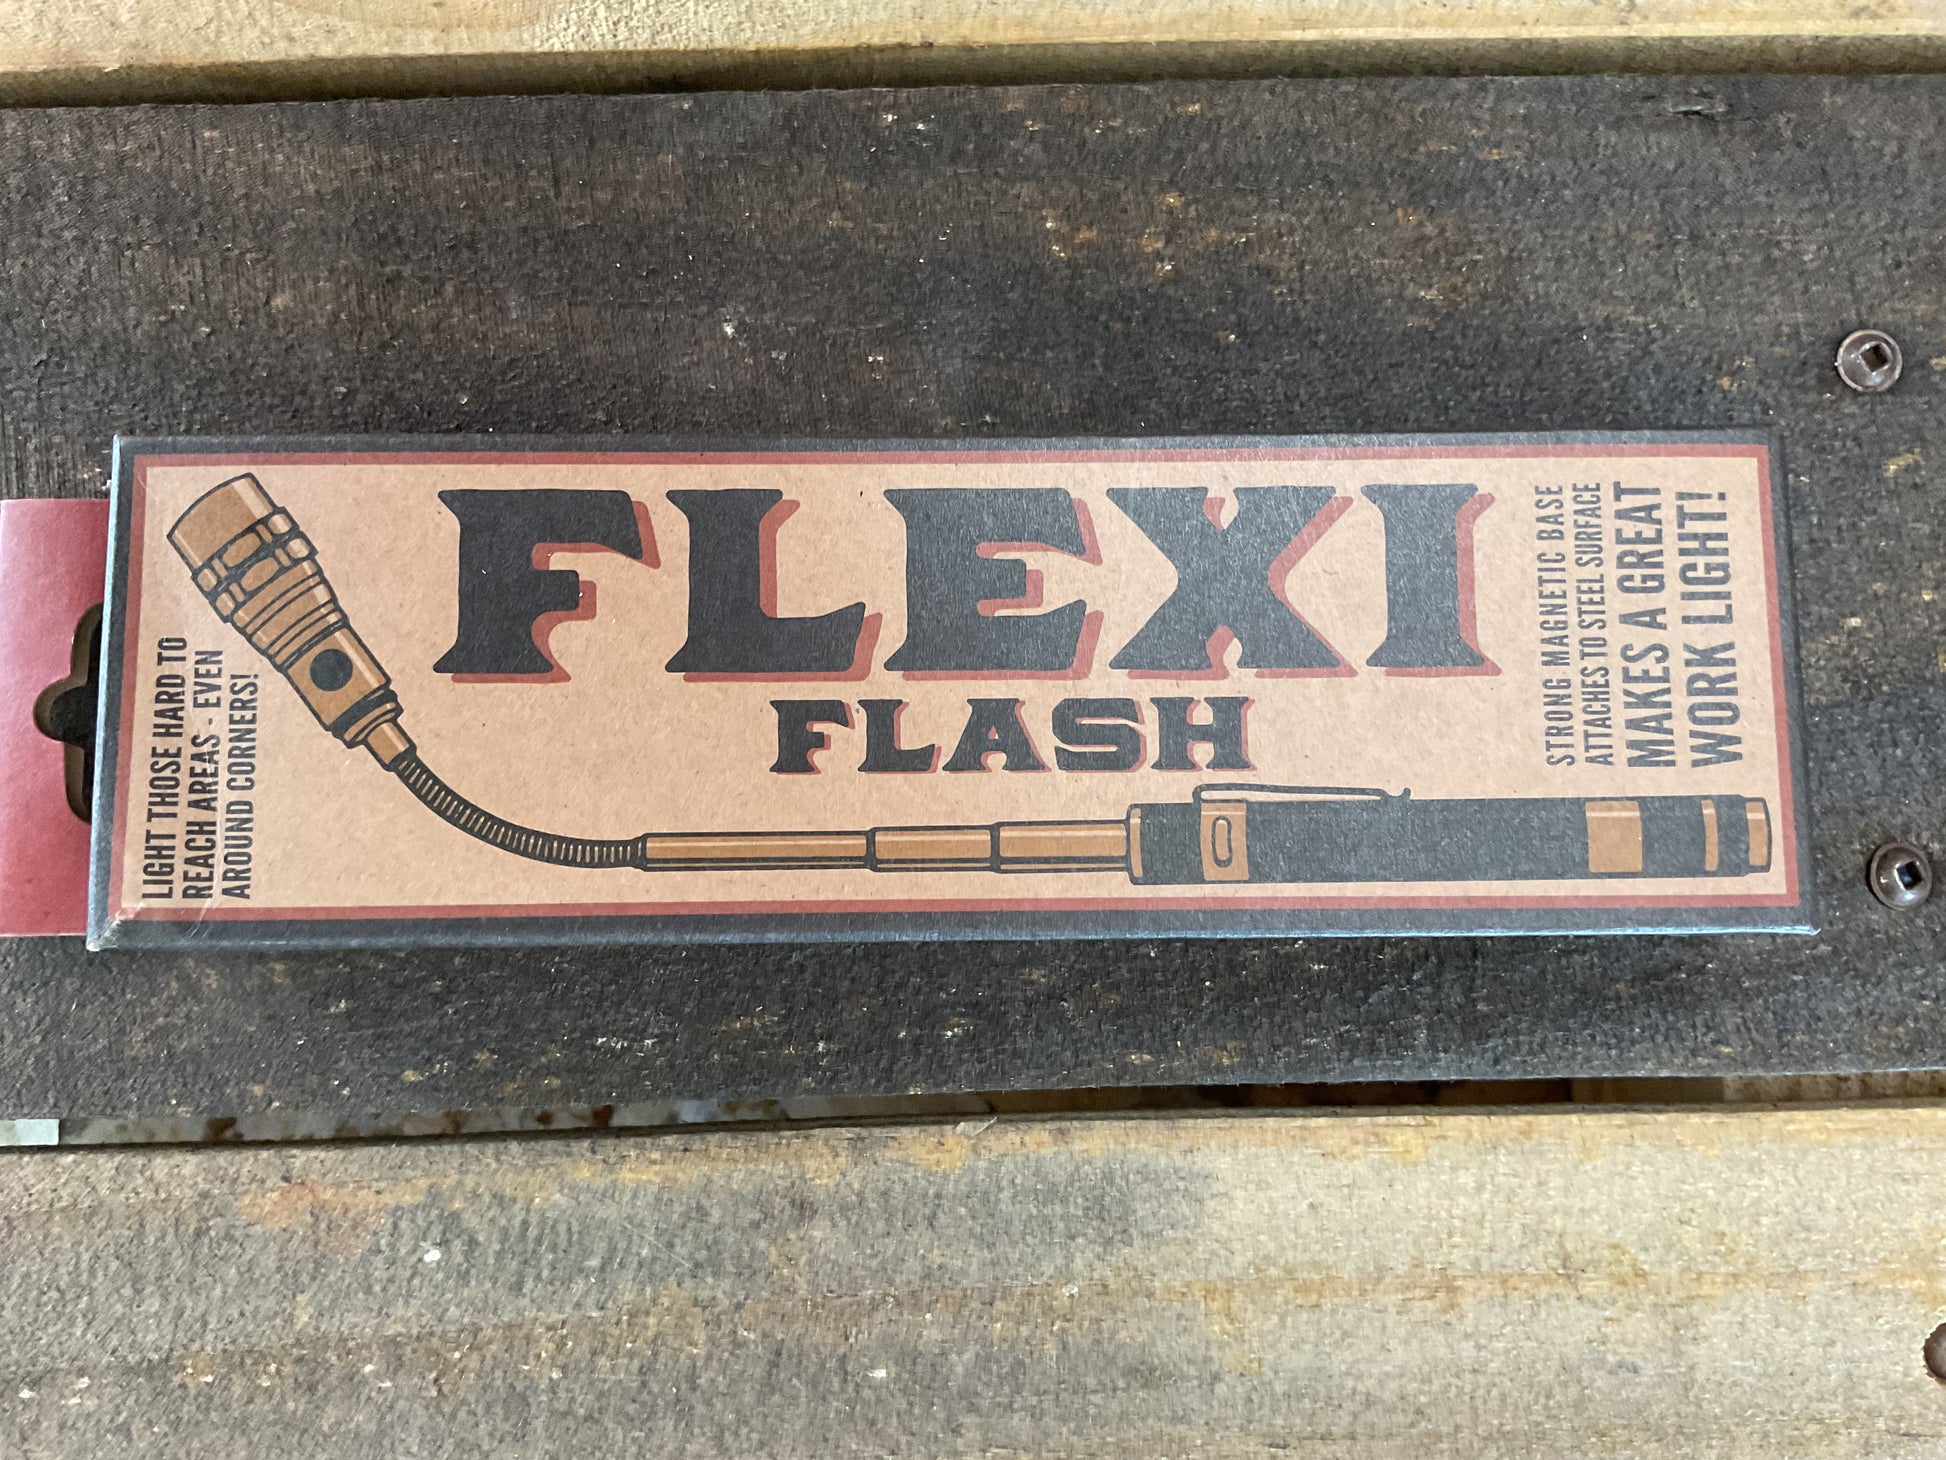 FLEXI
FLASH
LIGHT THOSE HARD TO
REACH AREAS - EVEN
AROUND CORNERS!
STRONG MAGNETIC BASE
ATTACHES TO STEEL SURFACE
MAKES A GREAT
WORK LIGHT!